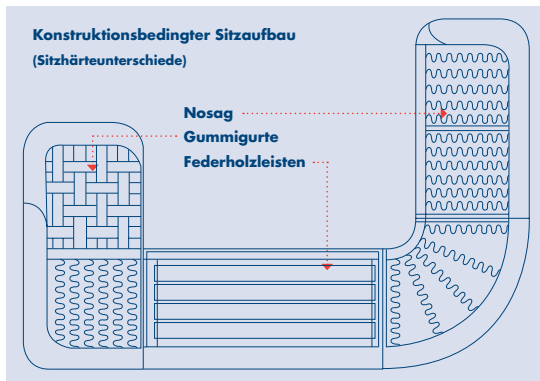 Konstruktionsbedingter Sitzaufbau
(Sitzhärteunterschiede)
Nosag
Gummigurte
Federholzleisten